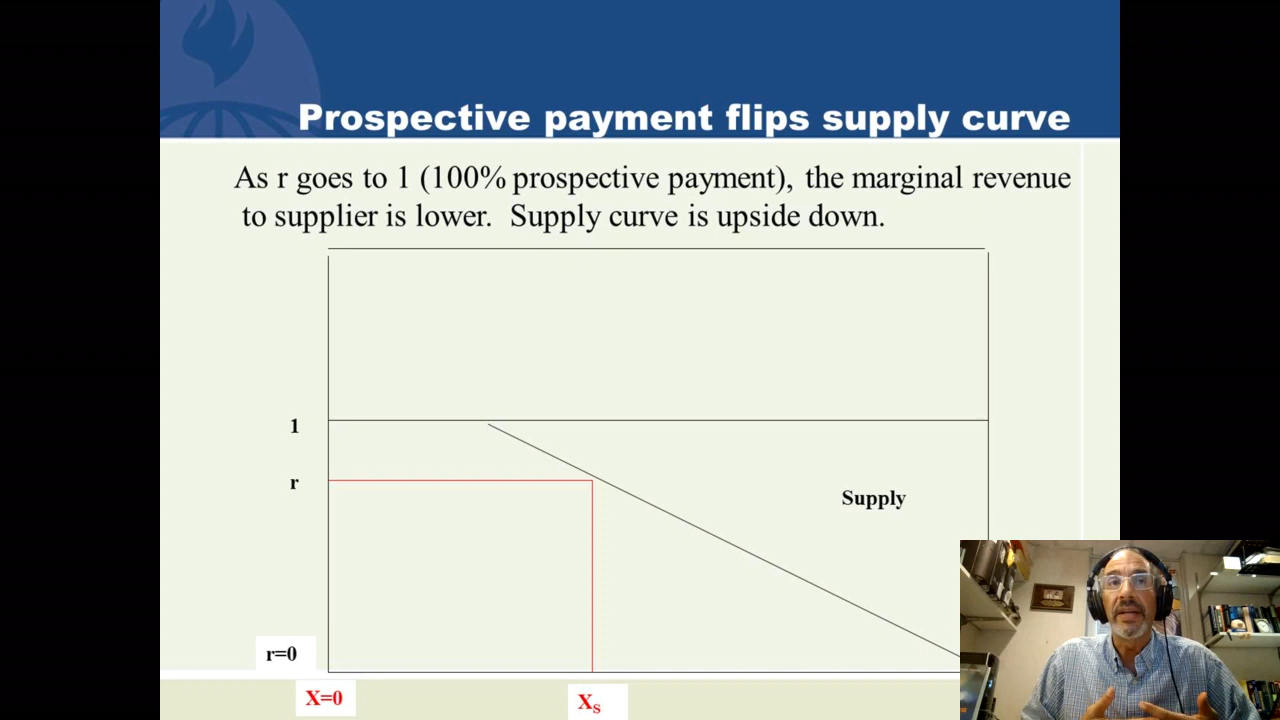 Prospective payment flips supply curve
As r goes to 1 (100% prospective payment), the marginal revenue
to supplier is lower. Supply curve is upside down.
1
r
Supply
r=0
X=0
Xs